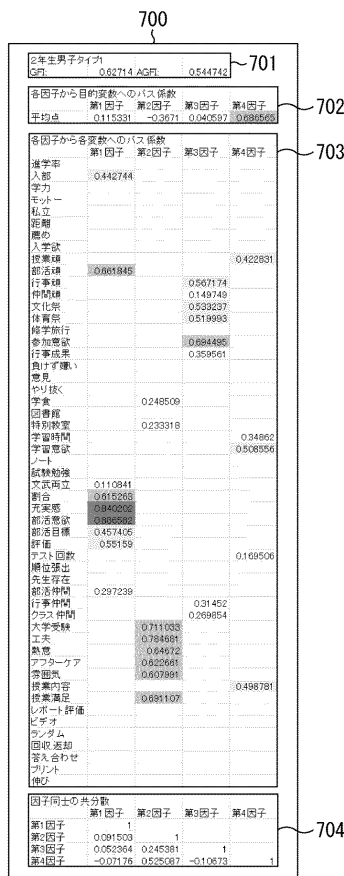 700
2年生男子タイプ1
GFI: 0.62714 AGFI: 0.544742
701
各因子から目的変数へのパス係数
第1因子 第2因子 第3因子 第4因子
平均点 0.115331 -0.3671 0.040597 0.686565
702
各因子から各変数へのパス係数
第1因子 第2因子 第3因子 第4因子
703
進学率
入部 0.442744
学力
モットー
私立
距離
薦め
入学欲
授業頑 0.422831
部活頑 0.661845
行事頑 0.567174
仲間頑 0.149749
文化祭 0.533237
体育祭 0.519993
修学旅行
参加意欲 0.694495
行事成果 0.359561
負けず嫌い
意見
やり抜く
学食 0.248509
図書館
特別教室 0.233318
学習時間 0.34862
学習意欲 0.508556
ノート
試験勉強
文武両立 0.110841
割合 0.615263
充実感 0.840202
部活意欲 0.806582
部活目標 0.457405
評価 0.55159
テスト回数 0.169506
順位張出
先生存在
部活仲間 0.297239
行事仲間 0.31452
クラス仲間 0.269854
大学受験 0.711033
工夫 0.784681
熱意 0.64672
アフターケア 0.622661
雰囲気 0.607991
授業内容 0.498781
授業満足 0.691107
レポート評価
ビデオ
ランダム
回収返却
答え合わせ
プリント
伸び
因子同士の共分散
第1因子 第2因子 第3因子 第4因子
第1因子 1
第2因子 0.091503 1
第3因子 0.052364 0.245381 1
第4因子 -0.07176 0.525087 -0.10673 1
704